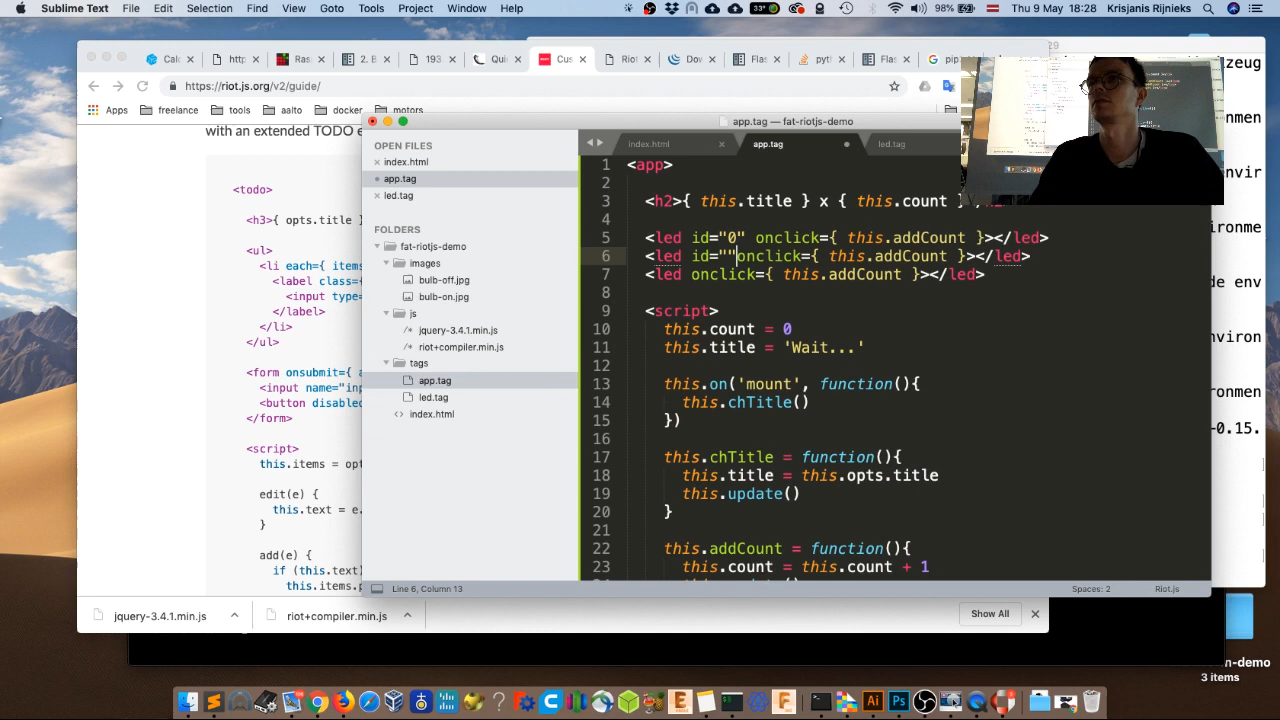 Sublime Text File Edit Selection Find View Goto Tools Project Window Help 33° 98% Thu 9 May 18:28 Krisjanis Rijnieks
Calc http Ras Z. B 193 Qui Cus Rio Dov Flas pyth Flas pip
29
https://riot.js.org/v2/guide/
Apps freelance tools aalto motors
with an extended TODO e
<todo>
<h3>{ opts.title }
<ul>
<li each={ items
<label class={
<input type=
</label>
</li>
</ul>
<form onsubmit={ a
<input name="inp
<button disabled
</form>
<script>
this.items = opt
edit(e) {
this.text = e.
}
add(e) {
if (this.text)
this.items.p
app.tag — fat-riotjs-demo
OPEN FILES
index.html
app.tag
led.tag
FOLDERS
fat-riotjs-demo
images
bulb-off.jpg
bulb-on.jpg
js
/* jquery-3.4.1.min.js
/* riot+compiler.min.js
tags
app.tag
led.tag
<> index.html
index.html app.tag led.tag
1 <app>
2
3 <h2>{ this.title } x { this.count }
4
5 <led id="0" onclick={ this.addCount }></led>
6 <led id=""onclick={ this.addCount }></led>
7 <led onclick={ this.addCount }></led>
8
9 <script>
10 this.count = 0
11 this.title = 'Wait...'
12
13 this.on('mount', function(){
14 this.chTitle()
15 })
16
17 this.chTitle = function(){
18 this.title = this.opts.title
19 this.update()
20 }
21
22 this.addCount = function(){
23 this.count = this.count + 1
Line 6, Column 13 Spaces: 2 Riot.js
zeug
nmen
nvir
ronme
de env
iron
onmen
-0.15.
jquery-3.4.1.min.js riot+compiler.min.js Show All
n-demo
3 items